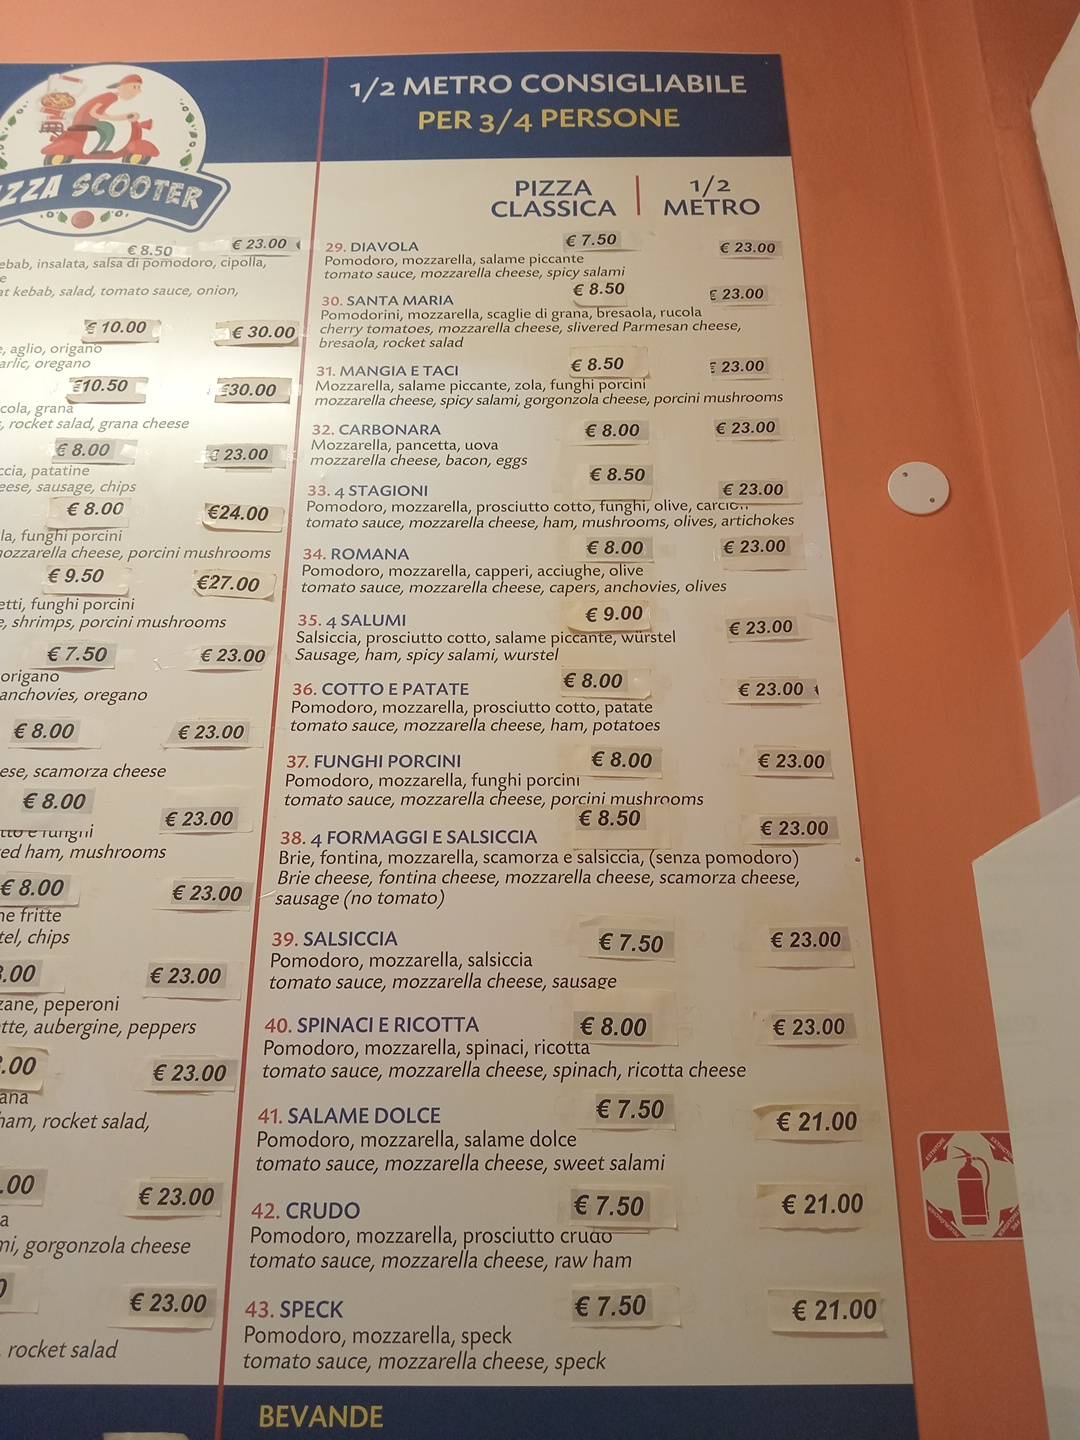 ZZA SCOOTER
€ 8.50 € 23.00
ebab, insalata, salsa di pomodoro, cipolla,
e
at kebab, salad, tomato sauce, onion,
€ 10.00 € 30.00
e, aglio, origano
arlic, oregano
€10.50 €30.00
cola, grana
s, rocket salad, grana cheese
€ 8.00 € 23.00
ccia, patatine
eese, sausage, chips
€ 8.00 €24.00
la, funghi porcini
mozzarella cheese, porcini mushrooms
€ 9.50 €27.00
etti, funghi porcini
e, shrimps, porcini mushrooms
€ 7.50 € 23.00
origano
anchovies, oregano
€ 8.00 € 23.00
ese, scamorza cheese
€ 8.00 € 23.00
tto e funghi
ed ham, mushrooms
€ 8.00 € 23.00
ne fritte
tel, chips
.00 € 23.00
zane, peperoni
tte, aubergine, peppers
.00 € 23.00
ana
ham, rocket salad,
.00 € 23.00
a
mi, gorgonzola cheese
0 € 23.00
rocket salad
1/2 METRO CONSIGLIABILE
PER 3/4 PERSONE
PIZZA CLASSICA | 1/2 METRO
29. DIAVOLA € 7.50 € 23.00
Pomodoro, mozzarella, salame piccante
tomato sauce, mozzarella cheese, spicy salami
30. SANTA MARIA € 8.50 € 23.00
Pomodorini, mozzarella, scaglie di grana, bresaola, rucola
cherry tomatoes, mozzarella cheese, slivered Parmesan cheese,
bresaola, rocket salad
31. MANGIA E TACI € 8.50 € 23.00
Mozzarella, salame piccante, zola, funghi porcini
mozzarella cheese, spicy salami, gorgonzola cheese, porcini mushrooms
32. CARBONARA € 8.00 € 23.00
Mozzarella, pancetta, uova
mozzarella cheese, bacon, eggs
33. 4 STAGIONI € 8.50 € 23.00
Pomodoro, mozzarella, prosciutto cotto, funghi, olive, carciofi
tomato sauce, mozzarella cheese, ham, mushrooms, olives, artichokes
34. ROMANA € 8.00 € 23.00
Pomodoro, mozzarella, capperi, acciughe, olive
tomato sauce, mozzarella cheese, capers, anchovies, olives
35. 4 SALUMI € 9.00 € 23.00
Salsiccia, prosciutto cotto, salame piccante, würstel
Sausage, ham, spicy salami, wurstel
36. COTTO E PATATE € 8.00 € 23.00
Pomodoro, mozzarella, prosciutto cotto, patate
tomato sauce, mozzarella cheese, ham, potatoes
37. FUNGHI PORCINI € 8.00 € 23.00
Pomodoro, mozzarella, funghi porcini
tomato sauce, mozzarella cheese, porcini mushrooms
38. 4 FORMAGGI E SALSICCIA € 8.50 € 23.00
Brie, fontina, mozzarella, scamorza e salsiccia, (senza pomodoro)
Brie cheese, fontina cheese, mozzarella cheese, scamorza cheese,
sausage (no tomato)
39. SALSICCIA € 7.50 € 23.00
Pomodoro, mozzarella, salsiccia
tomato sauce, mozzarella cheese, sausage
40. SPINACI E RICOTTA € 8.00 € 23.00
Pomodoro, mozzarella, spinaci, ricotta
tomato sauce, mozzarella cheese, spinach, ricotta cheese
41. SALAME DOLCE € 7.50 € 21.00
Pomodoro, mozzarella, salame dolce
tomato sauce, mozzarella cheese, sweet salami
42. CRUDO € 7.50 € 21.00
Pomodoro, mozzarella, prosciutto crudo
tomato sauce, mozzarella cheese, raw ham
43. SPECK € 7.50 € 21.00
Pomodoro, mozzarella, speck
tomato sauce, mozzarella cheese, speck
BEVANDE